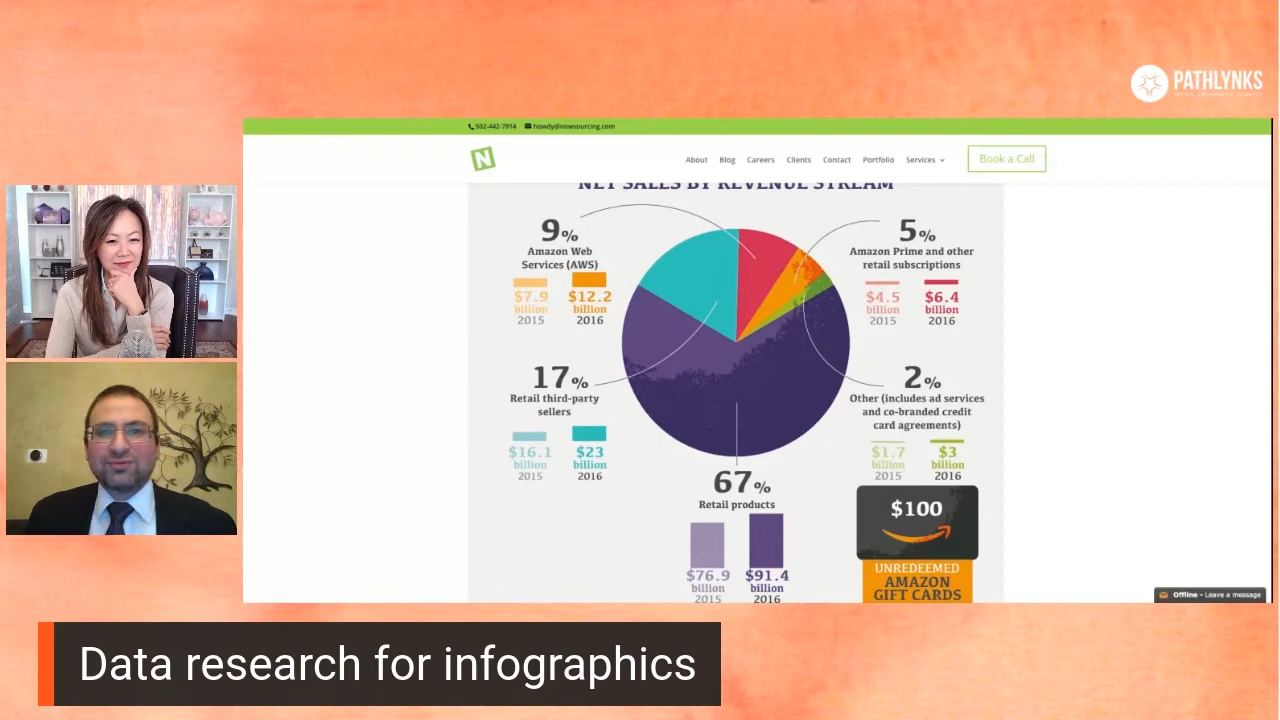 PATHLYNKS
502-442-7914 howdy@nowsourcing.com
N
About Blog Careers Clients Contact Portfolio Services Book a Call
NET SALES BY REVENUE STREAM
9%
Amazon Web
Services (AWS)
$7.9 $12.2
billion billion
2015 2016
5%
Amazon Prime and other
retail subscriptions
$4.5 $6.4
billion billion
2015 2016
17%
Retail third-party
sellers
$16.1 $23
billion billion
2015 2016
2%
Other (includes ad services
and co-branded credit
card agreements)
$1.7 $3
billion billion
2015 2016
67%
Retail products
$76.9 $91.4
billion billion
2015 2016
$100
UNREDEEMED
AMAZON
GIFT CARDS
Offline - Leave a message
Data research for infographics